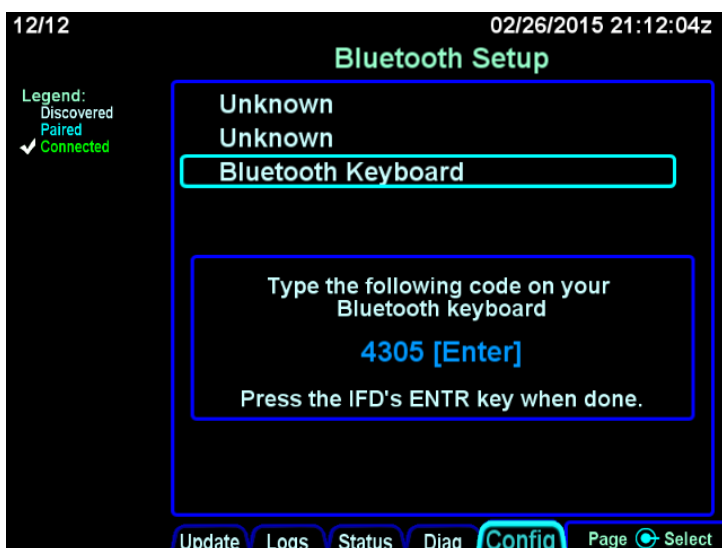 12/12 02/26/2015 21:12:04z
Bluetooth Setup
Legend:
Discovered
Paired
Connected
Unknown
Unknown
Bluetooth Keyboard
Type the following code on your
Bluetooth keyboard
4305 [Enter]
Press the IFD's ENTR key when done.
Update Logs Status Diag Config Page Select